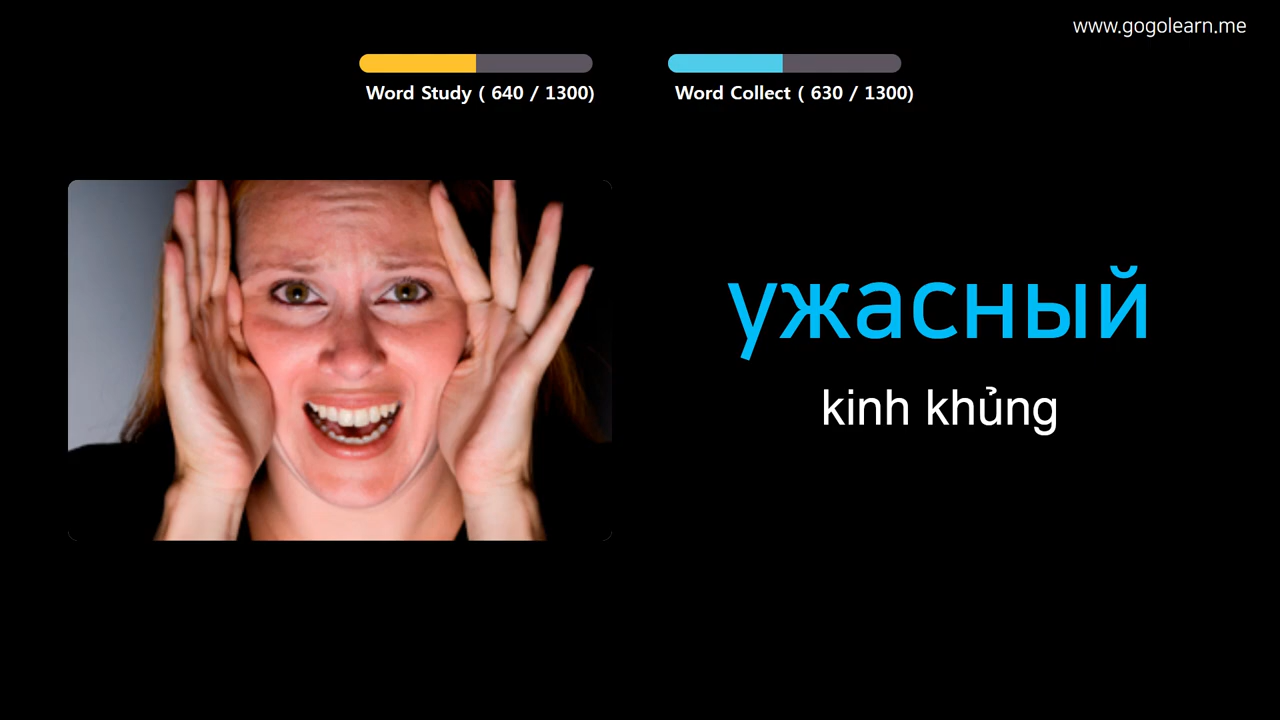 www.gogolearn.me
Word Study ( 640 / 1300)
Word Collect ( 630 / 1300)
ужасный
kinh khủng